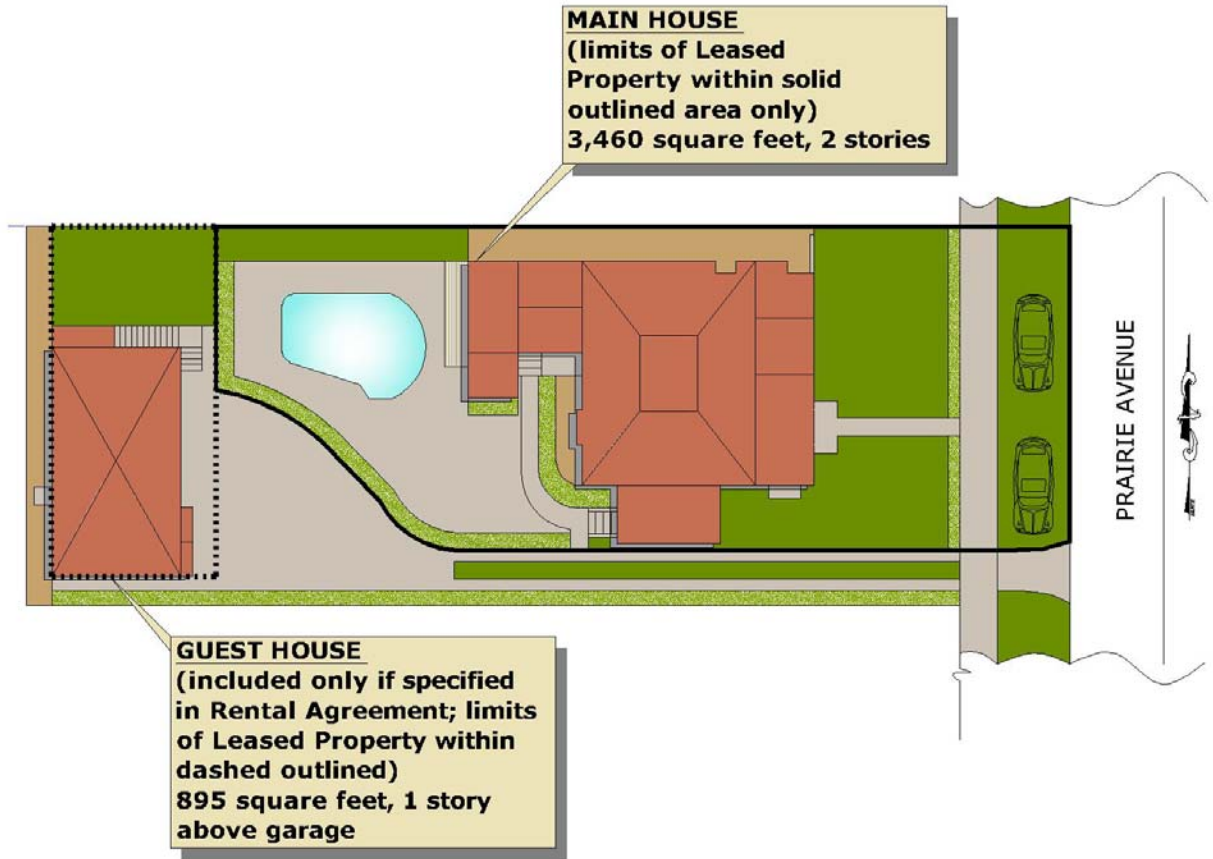 MAIN HOUSE
(limits of Leased
Property within solid
outlined area only)
3,460 square feet, 2 stories
PRAIRIE AVENUE
GUEST HOUSE
(included only if specified
in Rental Agreement; limits
of Leased Property within
dashed outlined)
895 square feet, 1 story
above garage